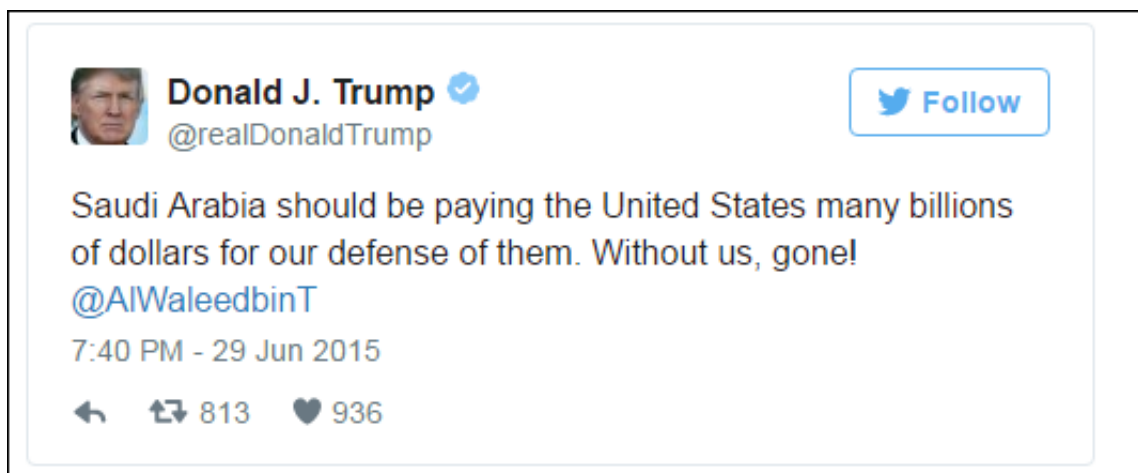 Donald J. Trump
@realDonaldTrump
Follow
Saudi Arabia should be paying the United States many billions
of dollars for our defense of them. Without us, gone!
@AlWaleedbinT
7:40 PM - 29 Jun 2015
813 936